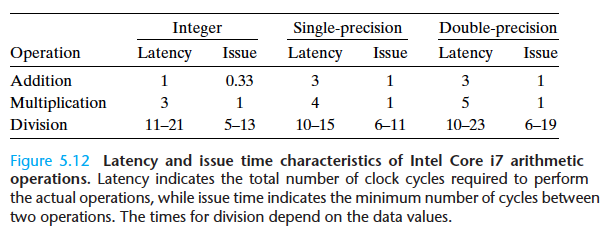 Integer Single-precision Double-precision
Operation Latency Issue Latency Issue Latency Issue
Addition 1 0.33 3 1 3 1
Multiplication 3 1 4 1 5 1
Division 11–21 5–13 10–15 6–11 10–23 6–19
Figure 5.12 Latency and issue time characteristics of Intel Core i7 arithmetic
operations. Latency indicates the total number of clock cycles required to perform
the actual operations, while issue time indicates the minimum number of cycles between
two operations. The times for division depend on the data values.